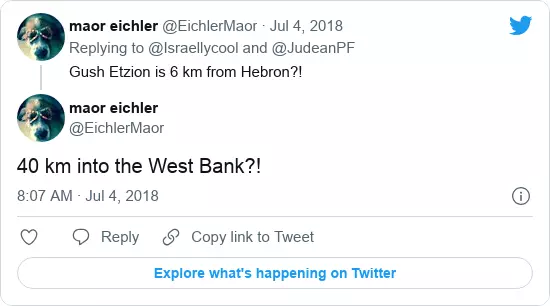 maor eichler @EichlerMaor · Jul 4, 2018
Replying to @Israellycool and @JudeanPF
Gush Etzion is 6 km from Hebron?!
maor eichler
@EichlerMaor
40 km into the West Bank?!
8:07 AM · Jul 4, 2018
Reply Copy link to Tweet
Explore what's happening on Twitter